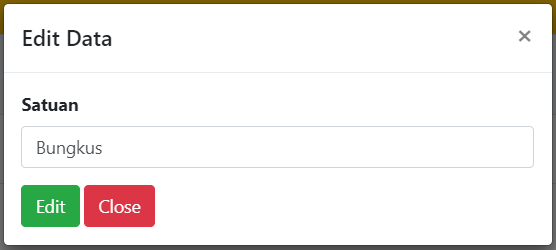 Edit Data ×
Satuan
Bungkus
Edit Close